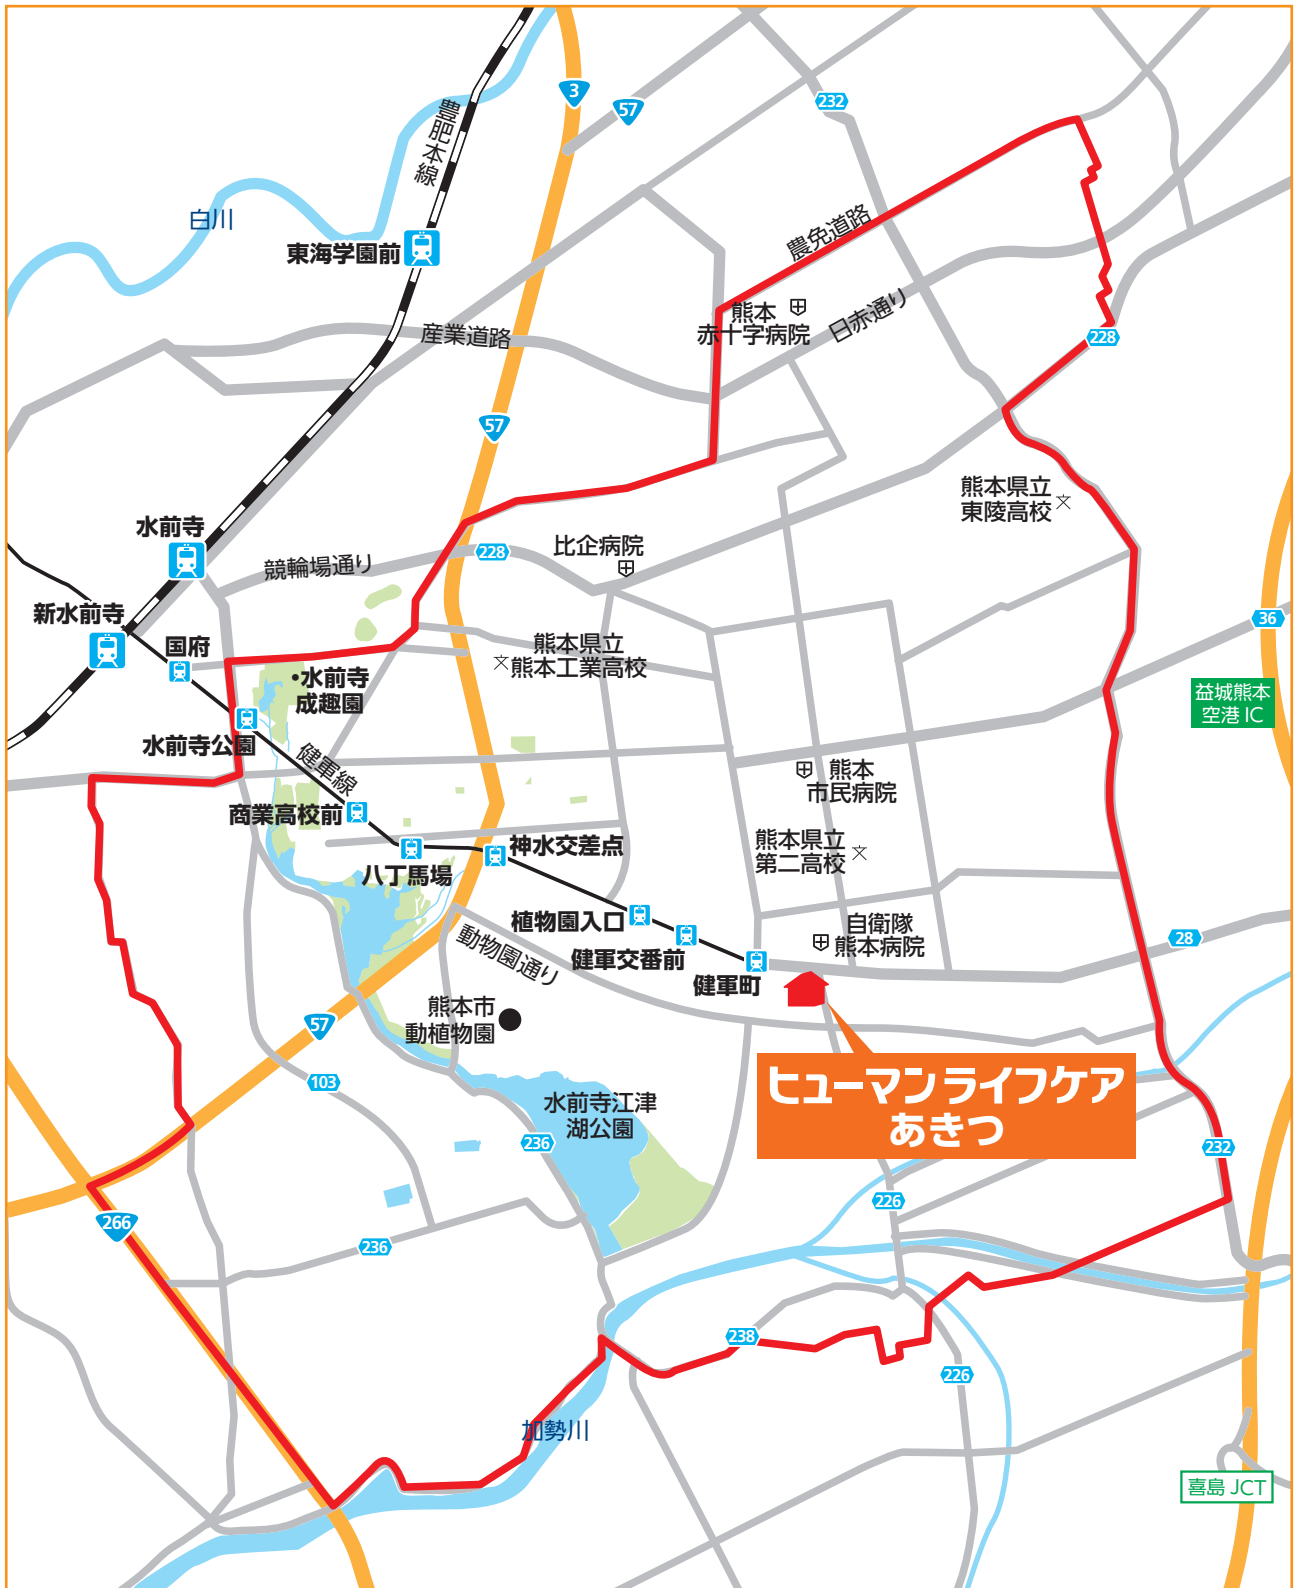 3
57
232
豊肥本線
白川
東海学園前
農免道路
熊本
赤十字病院
日赤通り
産業道路
228
57
熊本県立
東陵高校
水前寺
競輪場通り
228
比企病院
新水前寺
国府
熊本県立
熊本工業高校
36
・水前寺
成趣園
益城熊本
空港 IC
水前寺公園
健軍線
熊本
市民病院
商業高校前
八丁馬場
神水交差点
熊本県立
第二高校
植物園入口
動物園通り
健軍交番前
健軍町
自衛隊
熊本病院
28
熊本市
動植物園
57
103
ヒューマンライフケア
あきつ
水前寺江津
湖公園
236
232
226
266
236
238
226
加勢川
喜島 JCT